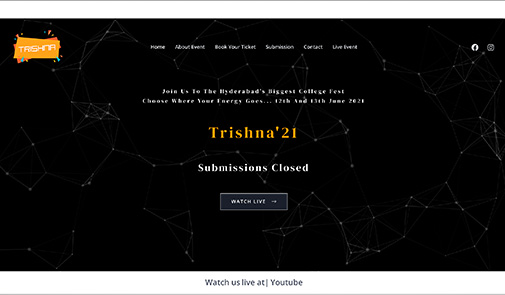 TRISHNA
Home About Event Book Your Ticket Submission Contact Live Event
Join Us To The Hyderabad's Biggest College Fest
Choose Where Your Energy Goes... 12th And 13th June 2021
Trishna'21
Submissions Closed
WATCH LIVE →
Watch us live at| Youtube